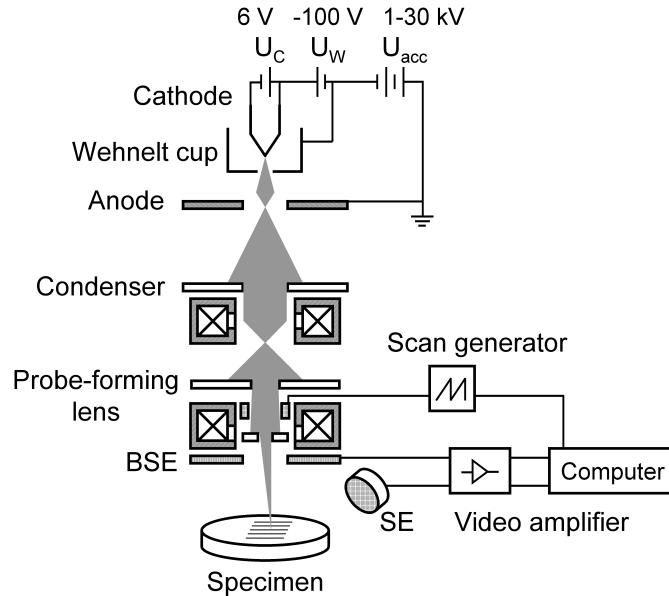 6 V -100 V 1-30 kV
U_C U_W U_acc
Cathode
Wehnelt cup
Anode
Condenser
Scan generator
Probe-forming
lens
BSE
Computer
SE
Video amplifier
Specimen